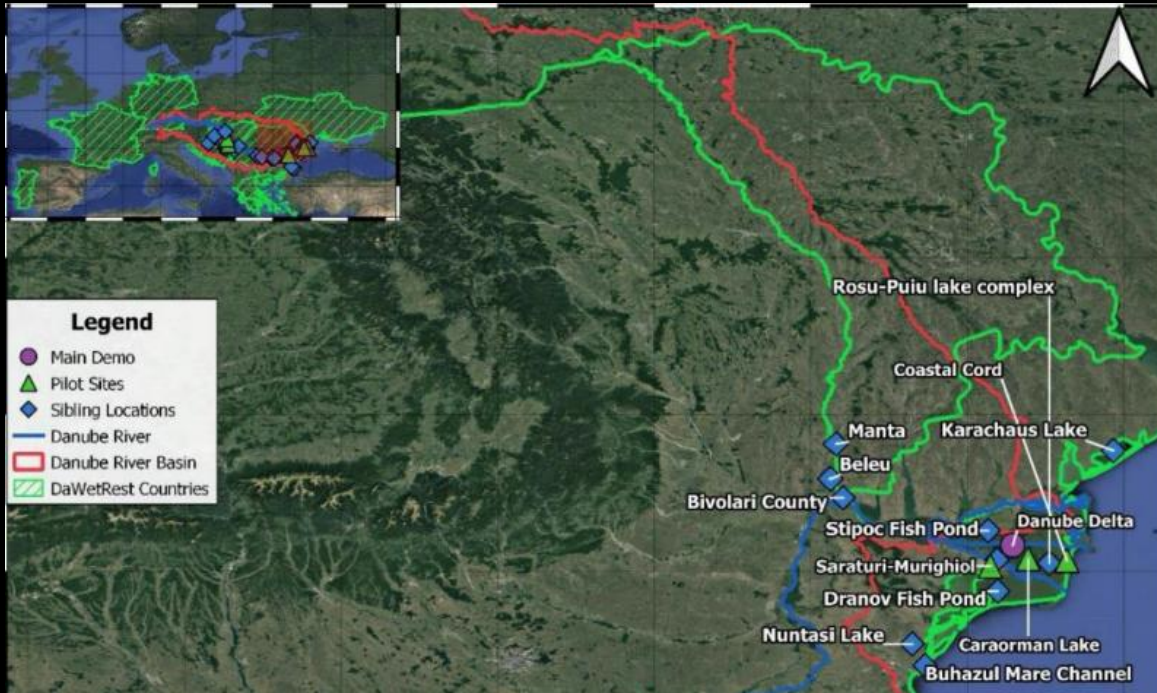 Legend
Main Demo
Pilot Sites
Sibling Locations
Danube River
Danube River Basin
DaWetRest Countries
Rosu-Puiu lake complex
Coastal Cord
Manta
Karachaus Lake
Beleu
Bivolari County
Stipoc Fish Pond
Danube Delta
Saraturi-Murighiol
Dranov Fish Pond
Nuntasi Lake
Caraorman Lake
Buhazul Mare Channel